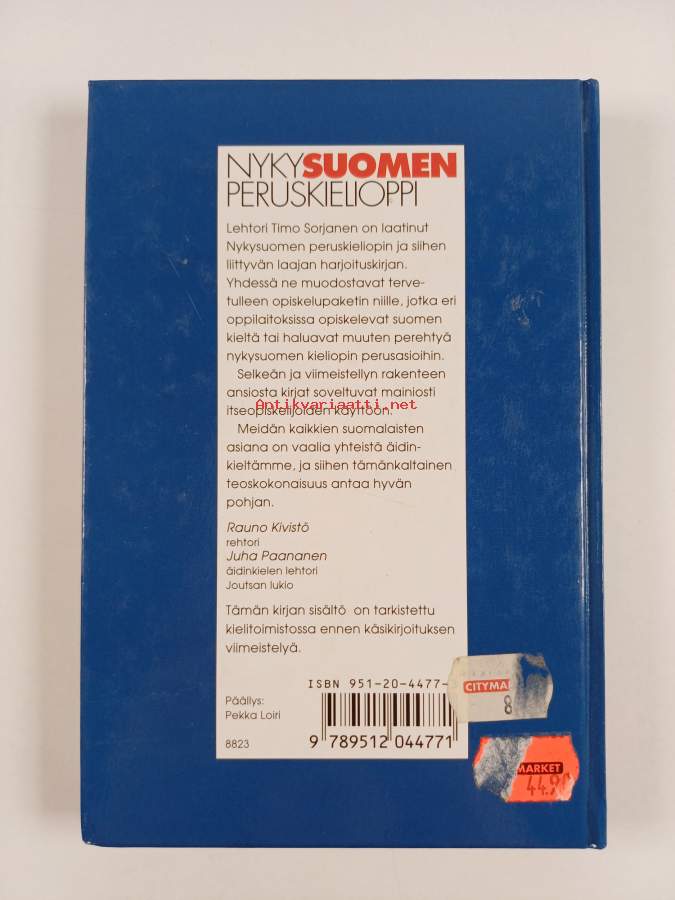 NYKYSUOMEN
PERUSKIELIOPPI
Lehtori Timo Sorjanen on laatinut
Nykysuomen peruskieliopin ja siihen
liittyvän laajan harjoituskirjan.
Yhdessä ne muodostavat terve-
tulleen opiskelupaketin niille, jotka eri
oppilaitoksissa opiskelevat suomen
kieltä tai haluavat muuten perehtyä
nykysuomen kieliopin perusasioihin.
Selkeän ja viimeistellyn rakenteen
ansiosta kirjat soveltuvat mainiosti
Antikvariaatti.net
itseopiskelijoiden käyttöön.
Meidän kaikkien suomalaisten
asiana on vaalia yhteistä äidin-
kieltämme, ja siihen tämänkaltainen
teoskokonaisuus antaa hyvän
pohjan.
Rauno Kivistö
rehtori
Juha Paananen
äidinkielen lehtori
Joutsan lukio
Tämän kirjan sisältö on tarkistettu
kielitoimistossa ennen käsikirjoituksen
viimeistelyä.
ISBN 951-20-4477-
Päällys:
Pekka Loiri
8823
9 789512 044771
CITYMA
8
MARKET